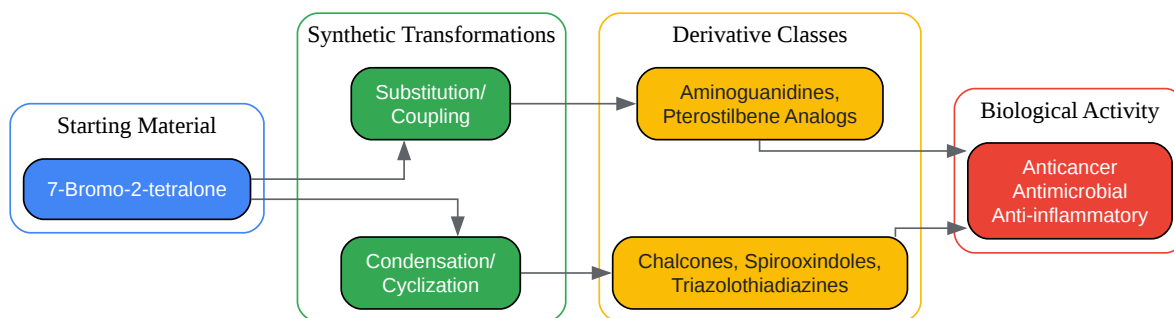 Starting Material
7-Bromo-2-tetralone
Synthetic Transformations
Substitution/
Coupling
Condensation/
Cyclization
Derivative Classes
Aminoguanidines,
Pterostilbene Analogs
Chalcones, Spirooxindoles,
Triazolothiadiazines
Biological Activity
Anticancer
Antimicrobial
Anti-inflammatory